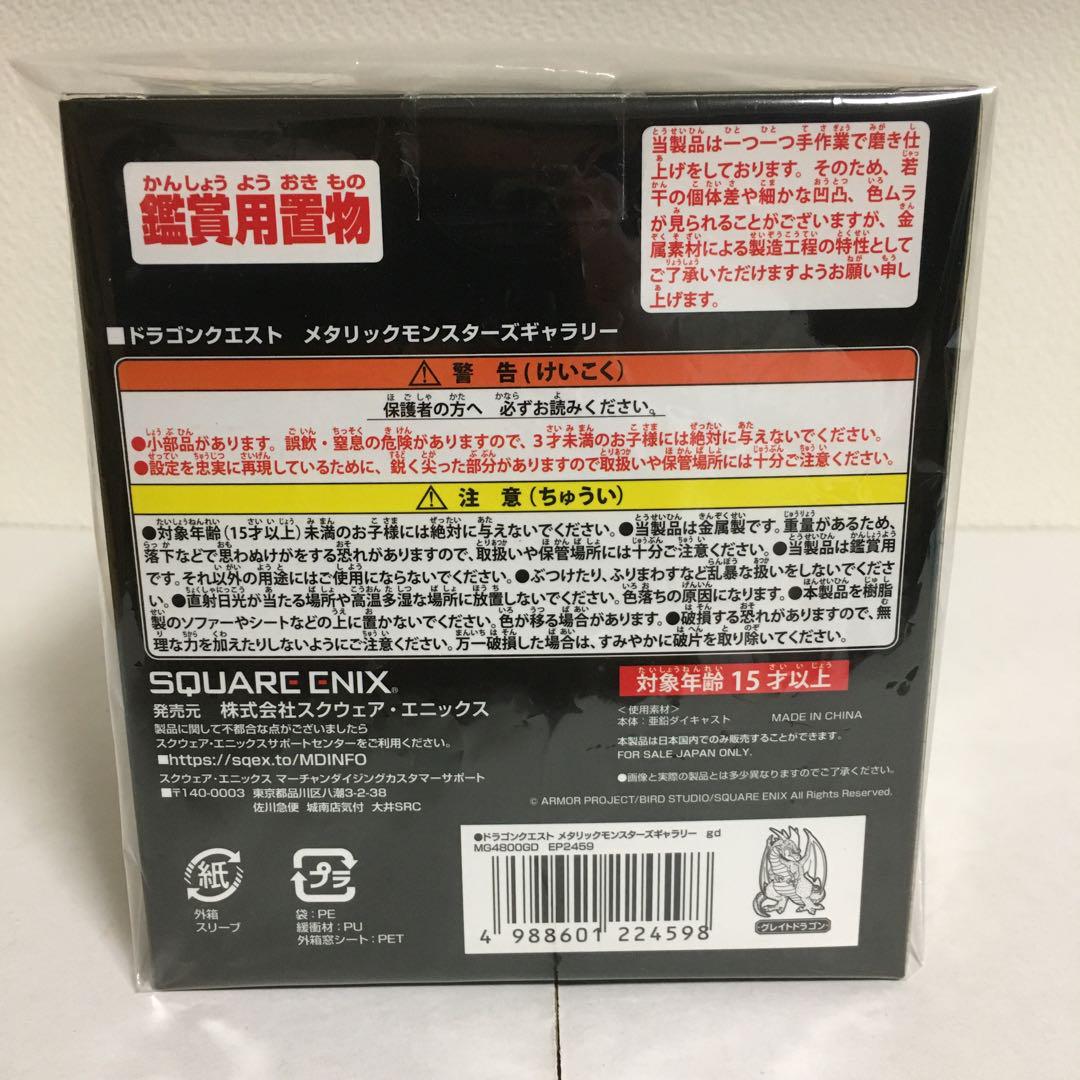 かんしょうようおきもの
鑑賞用置物
当製品は一つ一つ手作業で磨き仕
上げをしております。そのため、若
干の個体差や細かな凹凸、色ムラ
が見られることがございますが、金
属素材による製造工程の特性として
ご了承いただけますようお願い申し
上げます。
■ドラゴンクエスト メタリックモンスターズギャラリー
⚠ 警 告(けいこく)
保護者の方へ 必ずお読みください。
●小部品があります。誤飲・窒息の危険がありますので、3才未満のお子様には絶対に与えないでください。
●設定を忠実に再現しているために、鋭く尖った部分がありますので取扱いや保管場所には十分ご注意ください。
⚠ 注 意(ちゅうい)
●対象年齢(15才以上)未満のお子様には絶対に与えないでください。●当製品は金属製です。重量があるため、
落下などで思わぬけがをする恐れがありますので、取扱いや保管場所には十分ご注意ください。●当製品は鑑賞用
です。それ以外の用途にはご使用にならないでください。●ぶつけたり、ふりまわすなど乱暴な扱いをしないでくださ
い。●直射日光が当たる場所や高温多湿な場所に放置しないでください。色落ちの原因になります。●本製品を樹脂
製のソファーやシートなどの上に置かないでください。色が移る場合があります。●破損する恐れがありますので、無
理な力を加えたりしないようにご注意ください。万一破損した場合は、すみやかに破片を取り除いてください。
SQUARE ENIX®
発売元 株式会社スクウェア・エニックス
製品に関して不都合な点がございましたら
スクウェア・エニックスサポートセンターをご利用ください。
■https://sqex.to/MDINFO
スクウェア・エニックス マーチャンダイジングカスタマーサポート
■〒140-0003 東京都品川区八潮3-2-38
佐川急便 城南店気付 大井SRC
対象年齢 15才以上
<使用素材>
本体:亜鉛ダイキャスト MADE IN CHINA
本製品は日本国内でのみ販売することができます。
FOR SALE JAPAN ONLY.
●画像と実際の製品とは多少異なりますのでご了承ください。
© ARMOR PROJECT/BIRD STUDIO/SQUARE ENIX All Rights Reserved.
紙
外箱
スリーブ
プラ
袋:PE
緩衝材:PU
外箱窓シート:PET
●ドラゴンクエスト メタリックモンスターズギャラリー gd
MG4800GD EP2459
4 988601 224598
グレイトドラゴン